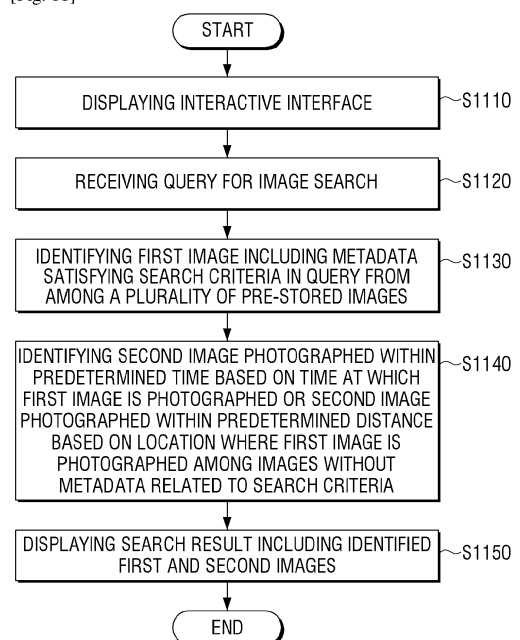 START
DISPLAYING INTERACTIVE INTERFACE
S1110
RECEIVING QUERY FOR IMAGE SEARCH
S1120
IDENTIFYING FIRST IMAGE INCLUDING METADATA
SATISFYING SEARCH CRITERIA IN QUERY FROM
AMONG A PLURALITY OF PRE-STORED IMAGES
S1130
IDENTIFYING SECOND IMAGE PHOTOGRAPHED WITHIN
PREDETERMINED TIME BASED ON TIME AT WHICH
FIRST IMAGE IS PHOTOGRAPHED OR SECOND IMAGE
PHOTOGRAPHED WITHIN PREDETERMINED DISTANCE
BASED ON LOCATION WHERE FIRST IMAGE IS
PHOTOGRAPHED AMONG IMAGES WITHOUT
METADATA RELATED TO SEARCH CRITERIA
S1140
DISPLAYING SEARCH RESULT INCLUDING IDENTIFIED
FIRST AND SECOND IMAGES
S1150
END